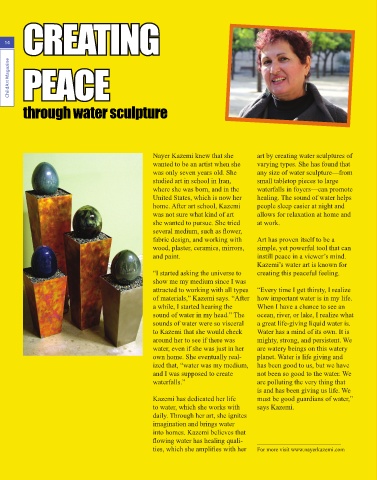 14
ChildArt Magazine
CREATING
PEACE
through water sculpture
Nayer Kazemi knew that she
wanted to be an artist when she
was only seven years old. She
studied art in school in Iran,
where she was born, and in the
United States, which is now her
home. After art school, Kazemi
was not sure what kind of art
she wanted to pursue. She tried
several medium, such as flower,
fabric design, and working with
wood, plaster, ceramics, mirrors,
and paint.
“I started asking the universe to
show me my medium since I was
attracted to working with all types
of materials,” Kazemi says. “After
a while, I started hearing the
sound of water in my head.” The
sounds of water were so visceral
to Kazemi that she would check
around her to see if there was
water, even if she was just in her
own home. She eventually real-
ized that, “water was my medium,
and I was supposed to create
waterfalls.”
Kazemi has dedicated her life
to water, which she works with
daily. Through her art, she ignites
imagination and brings water
into homes. Kazemi believes that
flowing water has healing quali-
ties, which she amplifies with her
art by creating water sculptures of
varying types. She has found that
any size of water sculpture—from
small tabletop pieces to large
waterfalls in foyers—can promote
healing. The sound of water helps
people sleep easier at night and
allows for relaxation at home and
at work.
Art has proven itself to be a
simple, yet powerful tool that can
instill peace in a viewer’s mind.
Kazemi’s water art is known for
creating this peaceful feeling.
“Every time I get thirsty, I realize
how important water is in my life.
When I have a chance to see an
ocean, river, or lake, I realize what
a great life-giving liquid water is.
Water has a mind of its own. It is
mighty, strong, and persistent. We
are watery beings on this watery
planet. Water is life giving and
has been good to us, but we have
not been so good to the water. We
are polluting the very thing that
is and has been giving us life. We
must be good guardians of water,”
says Kazemi.
For more visit www.nayerkazemi.com